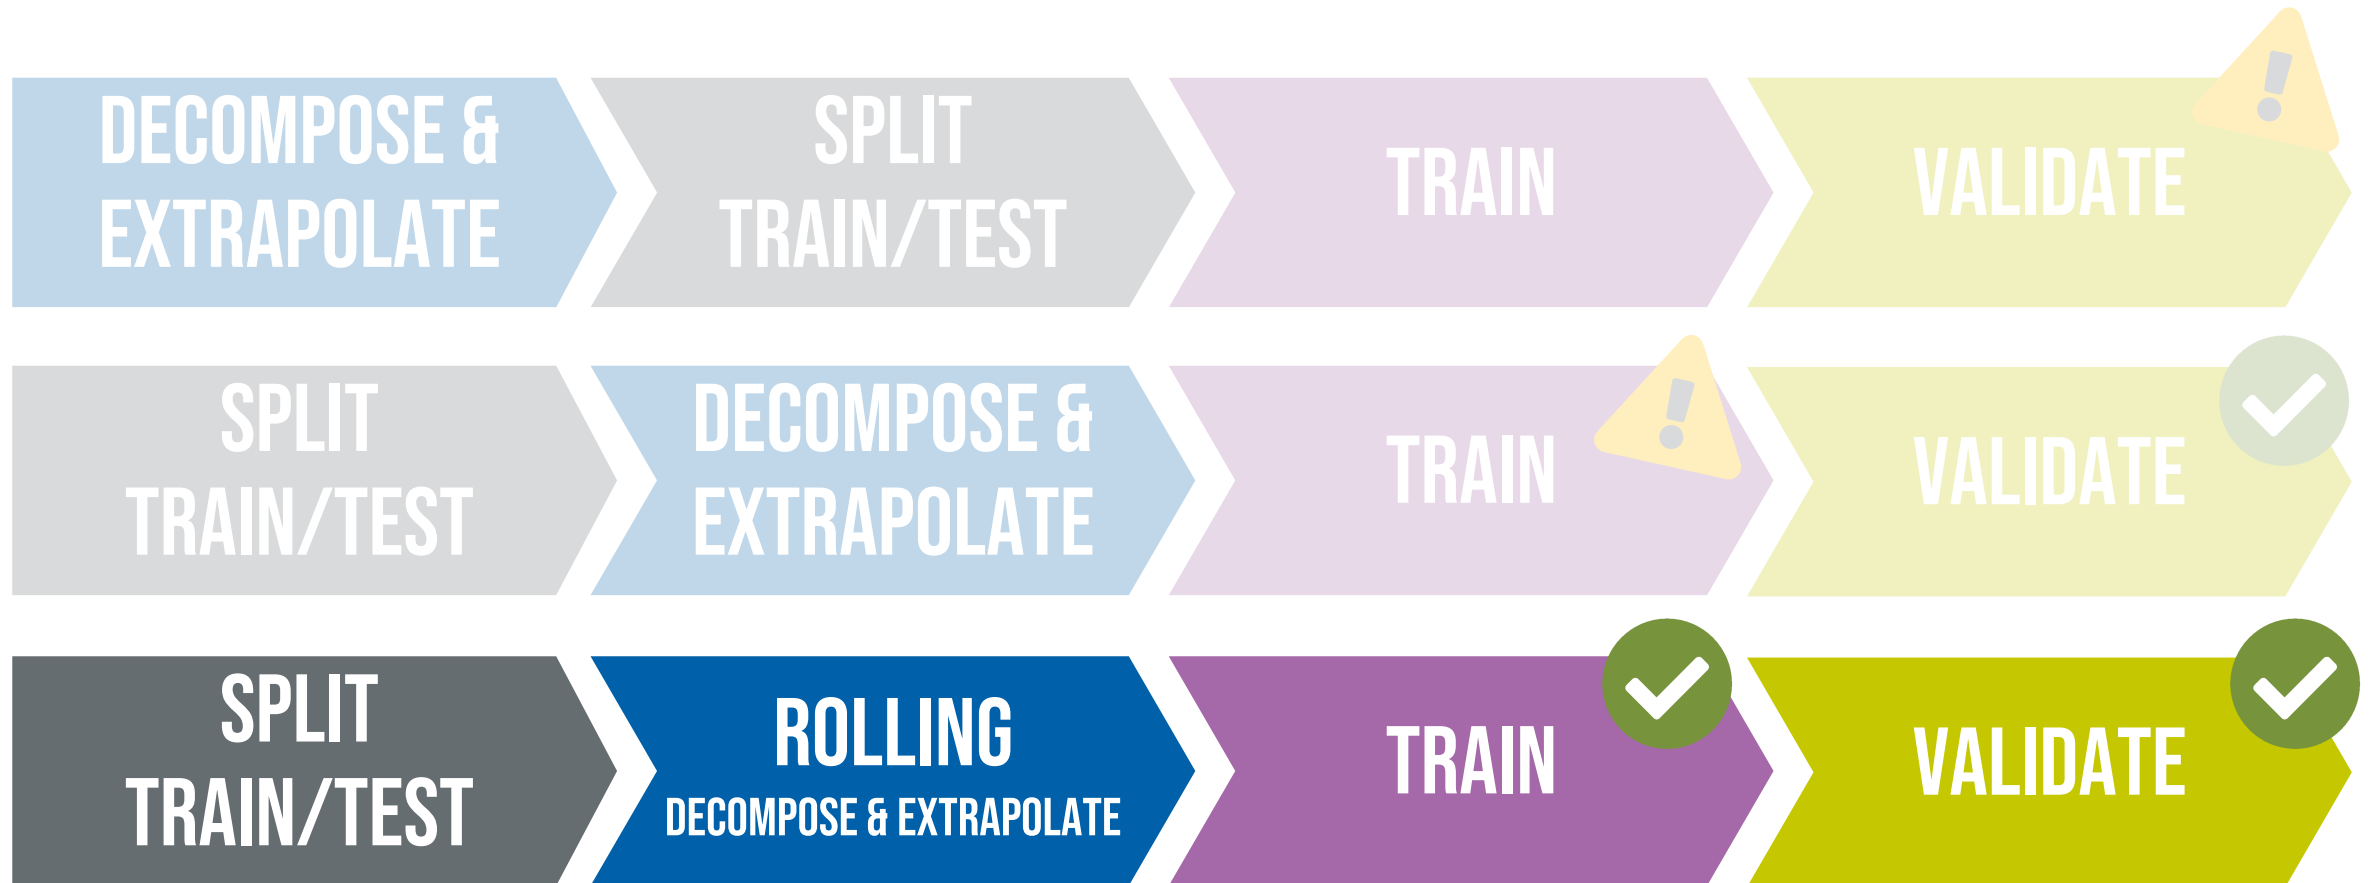 DECOMPOSE &
EXTRAPOLATE
SPLIT
TRAIN/TEST
TRAIN
VALIDATE
SPLIT
TRAIN/TEST
DECOMPOSE &
EXTRAPOLATE
TRAIN
VALIDATE
SPLIT
TRAIN/TEST
ROLLING
DECOMPOSE & EXTRAPOLATE
TRAIN
VALIDATE